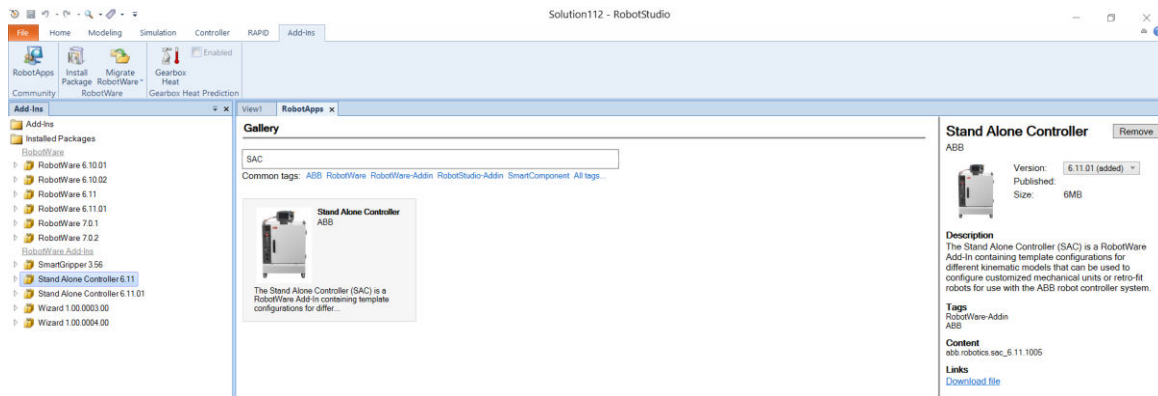 Solution112 - RobotStudio
File Home Modeling Simulation Controller RAPID Add-Ins
RobotApps
Install Package
Migrate RobotWare
Gearbox Heat
Enabled
Community RobotWare Gearbox Heat Prediction
Add-Ins
Add-Ins
Installed Packages
RobotWare
RobotWare 6.10.01
RobotWare 6.10.02
RobotWare 6.11
RobotWare 6.11.01
RobotWare 7.0.1
RobotWare 7.0.2
RobotWare Add-Ins
SmartGripper 3.56
Stand Alone Controller 6.11
Stand Alone Controller 6.11.01
Wizard 1.00.0003.00
Wizard 1.00.0004.00
View1 RobotApps
Gallery
SAC
Common tags: ABB RobotWare RobotWare-Addin RobotStudio-Addin SmartComponent All tags...
Stand Alone Controller
ABB
The Stand Alone Controller (SAC) is a
RobotWare Add-In containing template
configurations for differ...
Stand Alone Controller Remove
ABB
Version: 6.11.01 (added)
Published:
Size: 6MB
Description
The Stand Alone Controller (SAC) is a RobotWare
Add-In containing template configurations for
different kinematic models that can be used to
configure customized mechanical units or retro-fit
robots for use with the ABB robot controller system.
Tags
RobotWare-Addin
ABB
Content
abb.robotics.sac_6.11.1005
Links
Download file